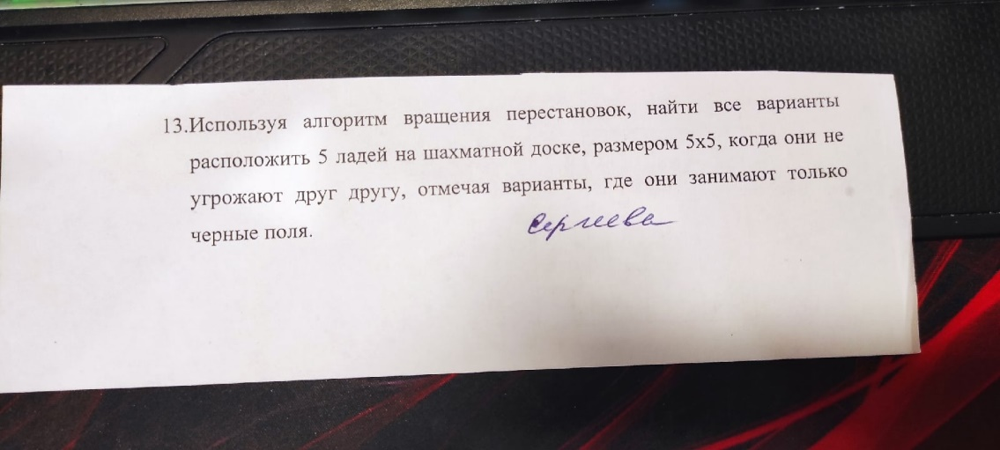 13.Используя алгоритм вращения перестановок, найти все варианты
расположить 5 ладей на шахматной доске, размером 5х5, когда они не
угрожают друг другу, отмечая варианты, где они занимают только
черные поля.
Сергеева